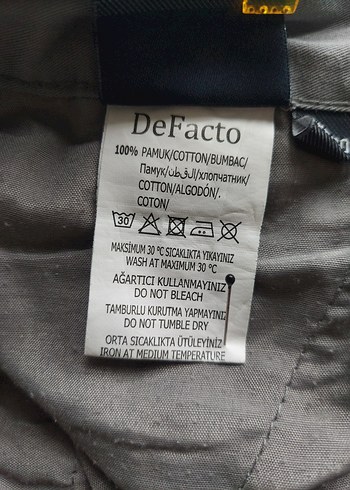 DeFacto
100% PAMUK/COTTON/BUMBAC/
Памук/القطن/хлопчатник/
COTTON/ALGODÓN/.
COTON/
30
MAKSİMUM 30 °C SICAKLIKTA YIKAYINIZ
WASH AT MAXIMUM 30 °C
AĞARTICI KULLANMAYINIZ
DO NOT BLEACH
TAMBURLU KURUTMA YAPMAYINIZ
DO NOT TUMBLE DRY
ORTA SICAKLIKTA ÜTÜLEYİNİZ
IRON AT MEDIUM TEMPERATURE